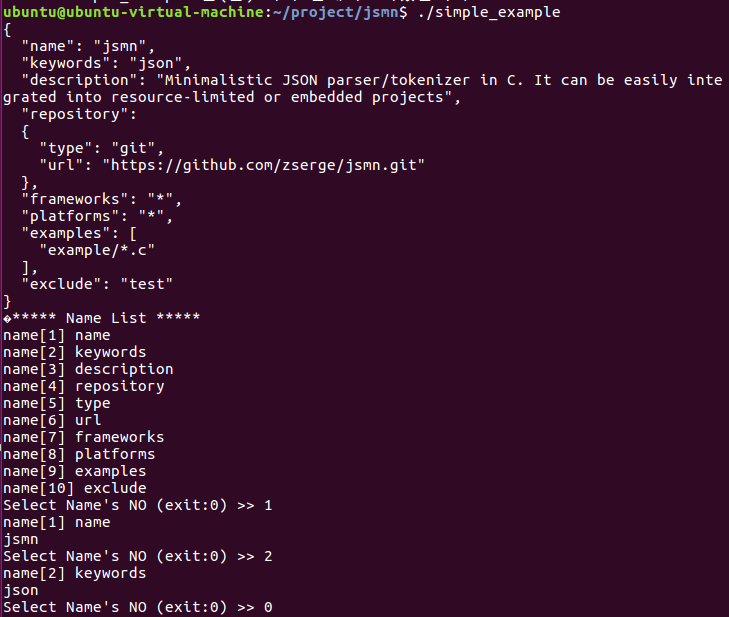 ubuntu@ubuntu-virtual-machine:~/project/jsmn$ ./simple_example
{
  "name": "jsmn",
  "keywords": "json",
  "description": "Minimalistic JSON parser/tokenizer in C. It can be easily inte
grated into resource-limited or embedded projects",
  "repository":
  {
    "type": "git",
    "url": "https://github.com/zserge/jsmn.git"
  },
  "frameworks": "*",
  "platforms": "*",
  "examples": [
    "example/*.c"
  ],
  "exclude": "test"
}
�***** Name List *****
name[1] name
name[2] keywords
name[3] description
name[4] repository
name[5] type
name[6] url
name[7] frameworks
name[8] platforms
name[9] examples
name[10] exclude
Select Name's NO (exit:0) >> 1
name[1] name
jsmn
Select Name's NO (exit:0) >> 2
name[2] keywords
json
Select Name's NO (exit:0) >> 0